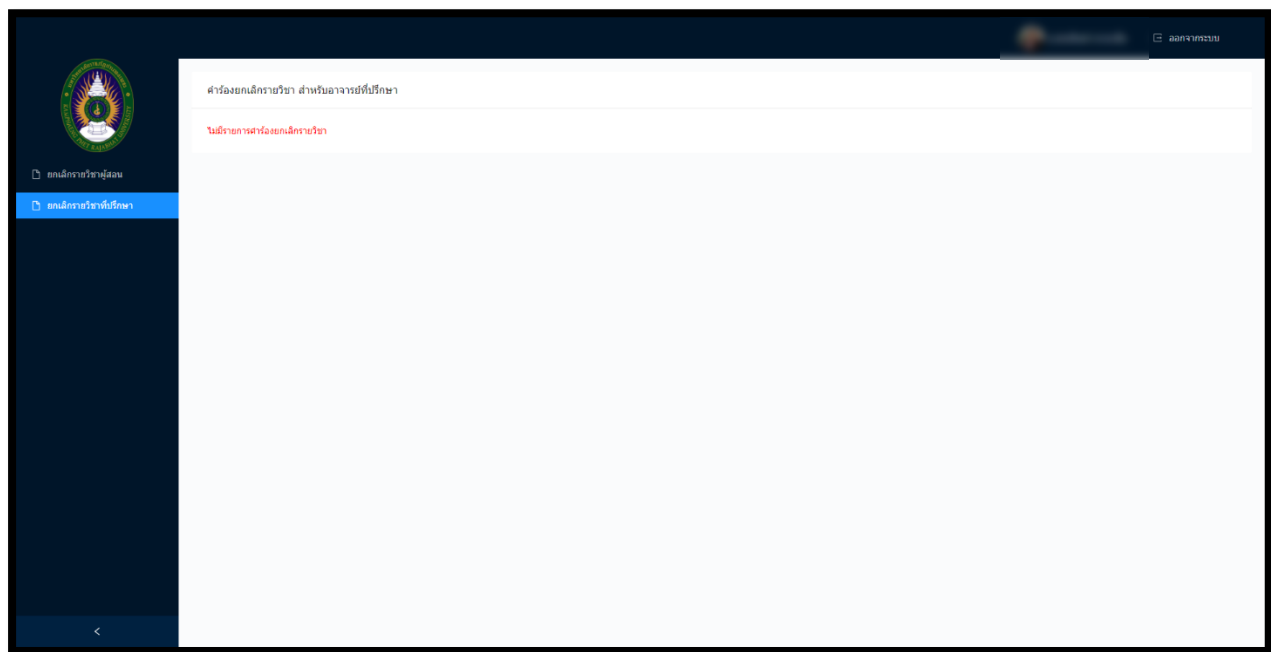 ออกจากระบบ
คำร้องยกเลิกรายวิชา สำหรับอาจารย์ที่ปรึกษา
ไม่มีรายการคำร้องยกเลิกรายวิชา
ยกเลิกรายวิชาผู้สอน
ยกเลิกรายวิชาที่ปรึกษา